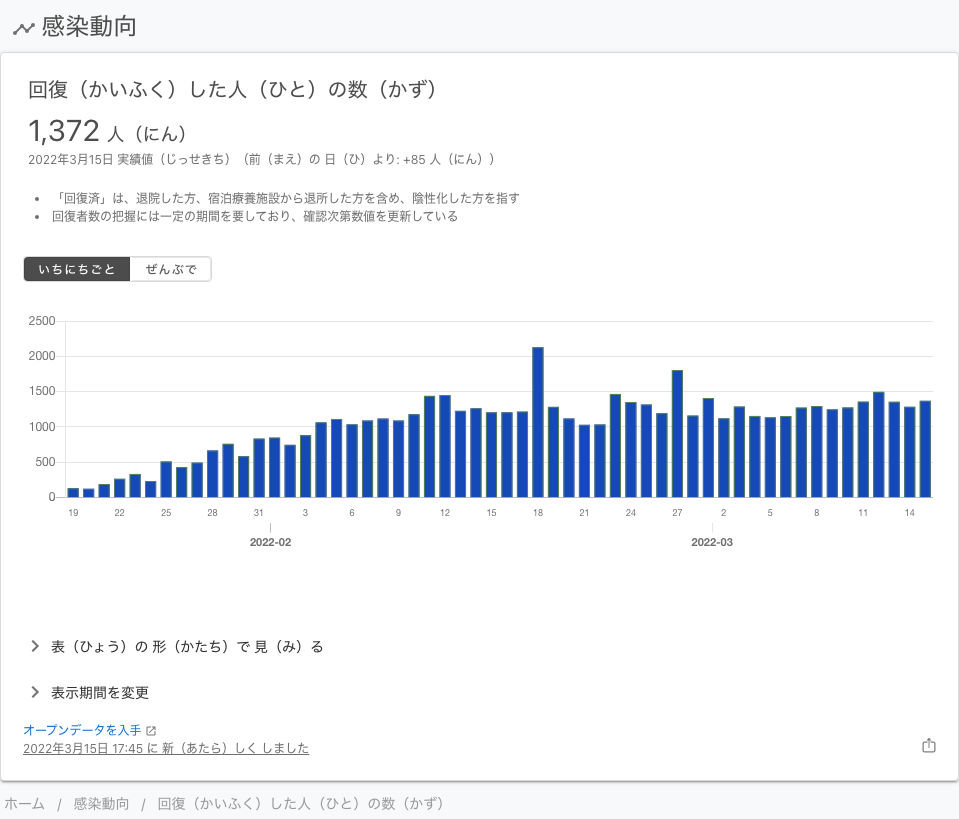 感染動向
回復（かいふく）した人（ひと）の数（かず）
1,372 人（にん）
2022年3月15日 実績値（じっせきち）（前（まえ）の 日（ひ）より: +85 人（にん））
• 「回復済」は、退院した方、宿泊療養施設から退所した方を含め、陰性化した方を指す
• 回復者数の把握には一定の期間を要しており、確認次第数値を更新している
いちにちごと ぜんぶで
2500
2000
1500
1000
500
0
19 22 25 28 31 3 6 9 12 15 18 21 24 27 2 5 8 11 14
2022-02 2022-03
表（ひょう）の 形（かたち）で 見（み）る
表示期間を変更
オープンデータを入手
2022年3月15日 17:45 に 新（あたら）しく しました
ホーム / 感染動向 / 回復（かいふく）した人（ひと）の数（かず）